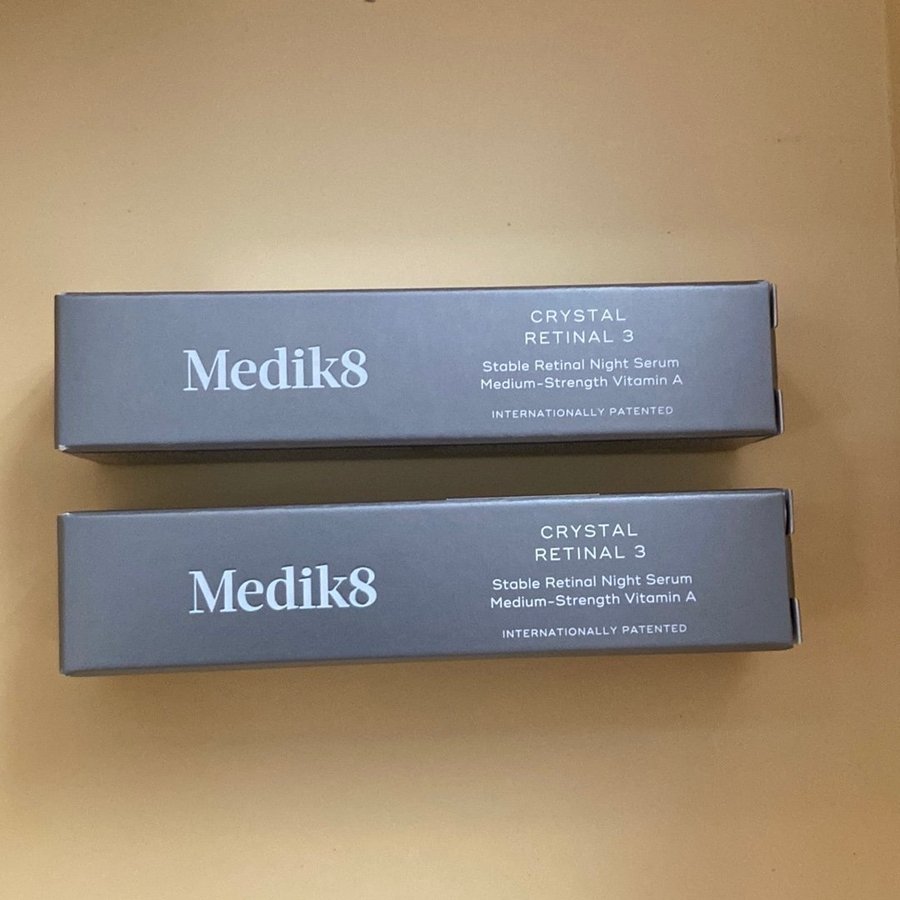 Medik8
CRYSTAL
RETINAL 3
Stable Retinal Night Serum
Medium-Strength Vitamin A
INTERNATIONALLY PATENTED
Medik8
CRYSTAL
RETINAL 3
Stable Retinal Night Serum
Medium-Strength Vitamin A
INTERNATIONALLY PATENTED